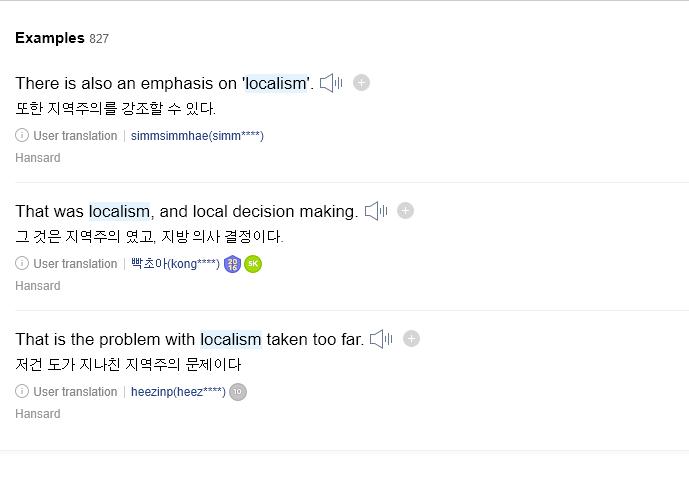 Examples 827
There is also an emphasis on 'localism'.
또한 지역주의를 강조할 수 있다.
User translation | simmsimmhae(simm****)
Hansard
That was localism, and local decision making.
그 것은 지역주의 였고, 지방 의사 결정이다.
User translation | 빡초아(kong****) 2016 5K
Hansard
That is the problem with localism taken too far.
저건 도가 지나친 지역주의 문제이다
User translation | heezinp(heez****) 10
Hansard